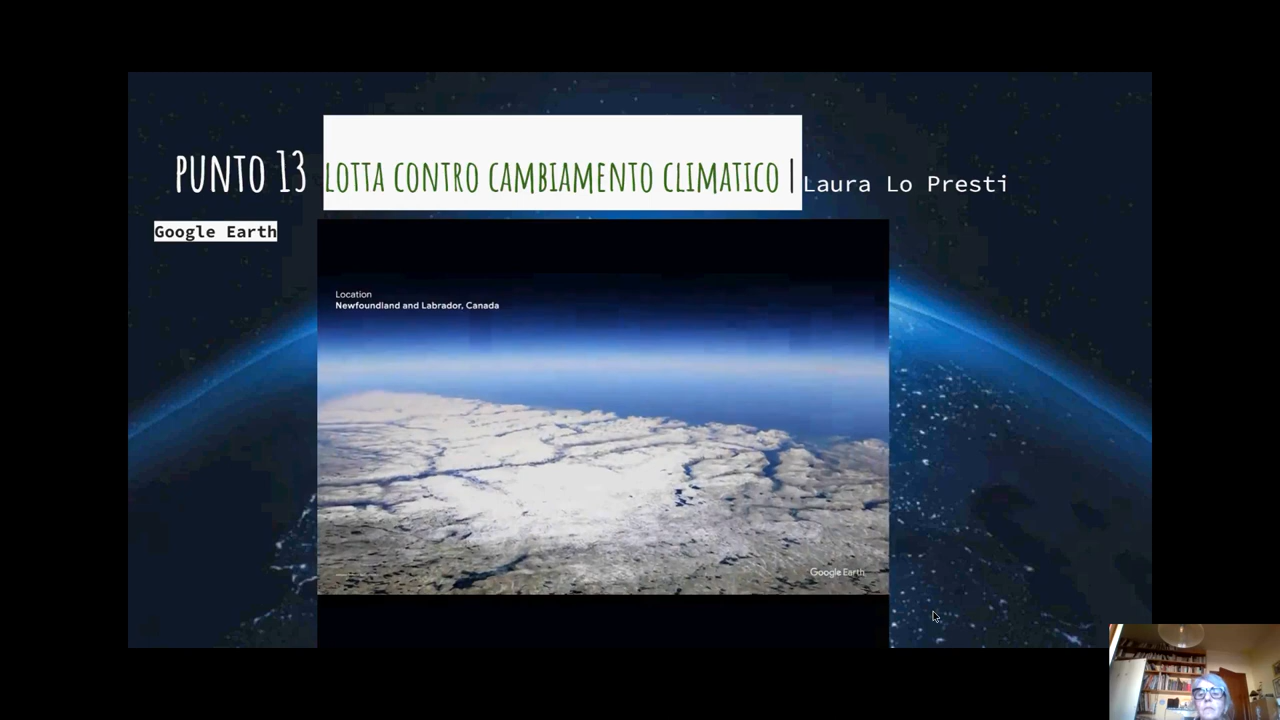 PUNTO 13 LOTTA CONTRO CAMBIAMENTO CLIMATICO | Laura Lo Presti
Google Earth
Location
Newfoundland and Labrador, Canada
Google Earth